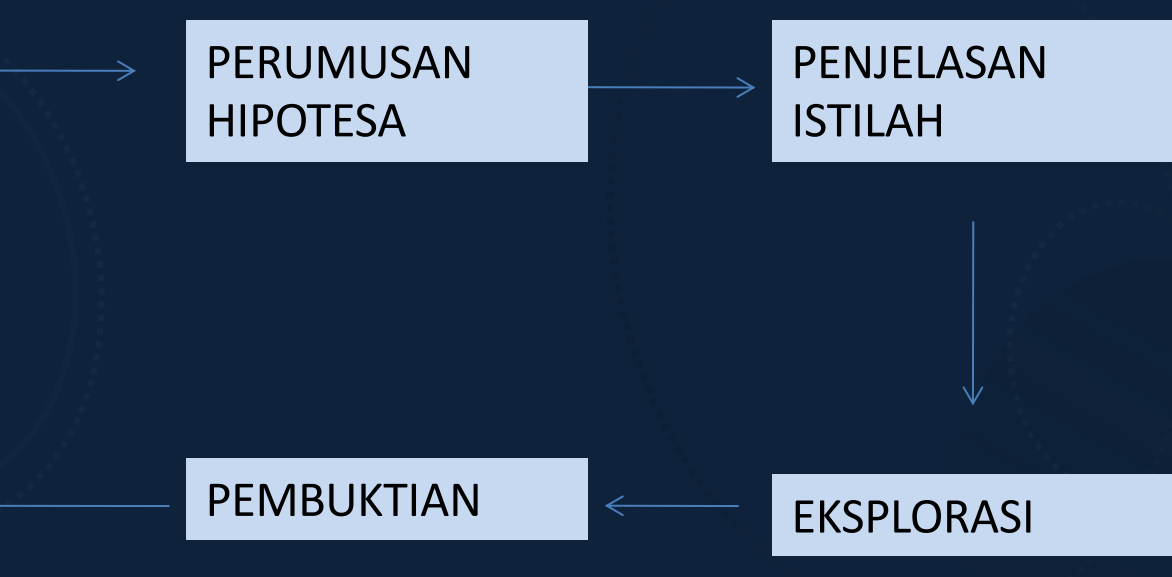 PERUMUSAN
HIPOTESA
PENJELASAN
ISTILAH
PEMBUKTIAN
EKSPLORASI